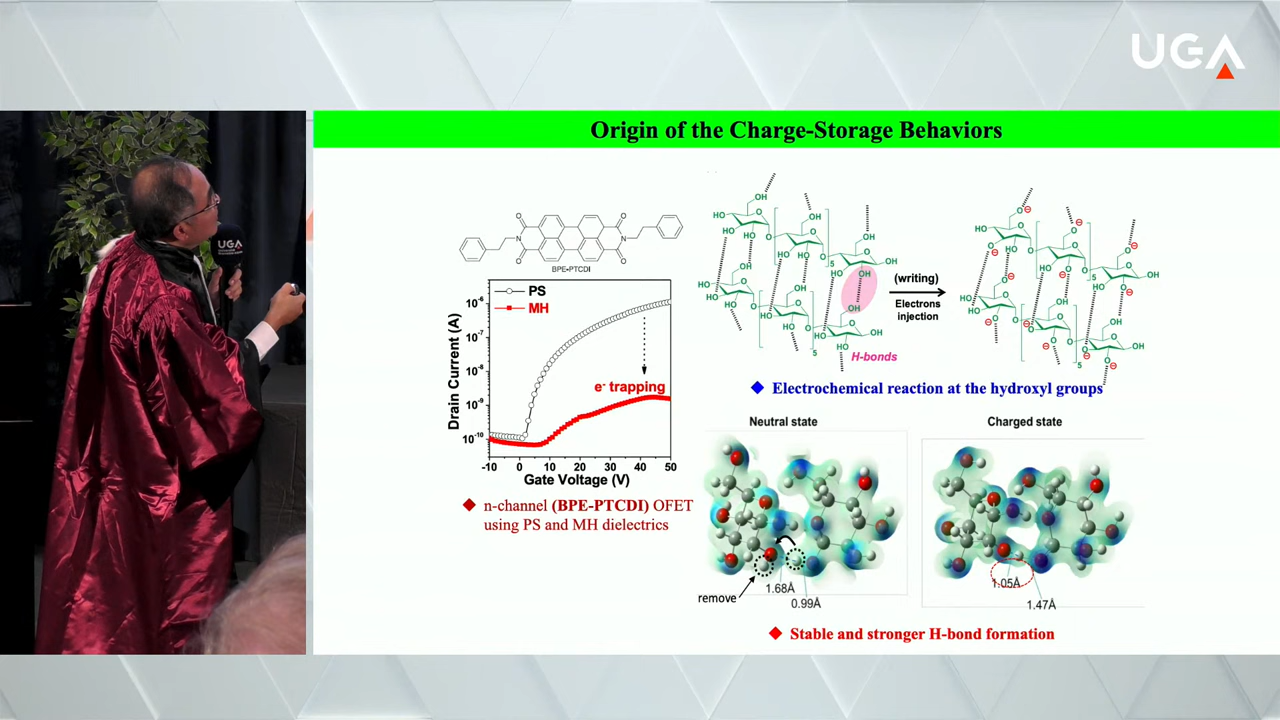 UGA
UGA
Origin of the Charge-Storage Behaviors
BPE-PTCDI
PS
MH
e- trapping
Drain Current (A)
10-6
10-7
10-8
10-9
10-10
-10 0 10 20 30 40 50
Gate Voltage (V)
◆ n-channel (BPE-PTCDI) OFET
using PS and MH dielectrics
H-bonds
(writing)
Electrons
injection
◆ Electrochemical reaction at the hydroxyl groups
Neutral state
Charged state
remove
1.68Å
0.99Å
1.05Å
1.47Å
◆ Stable and stronger H-bond formation